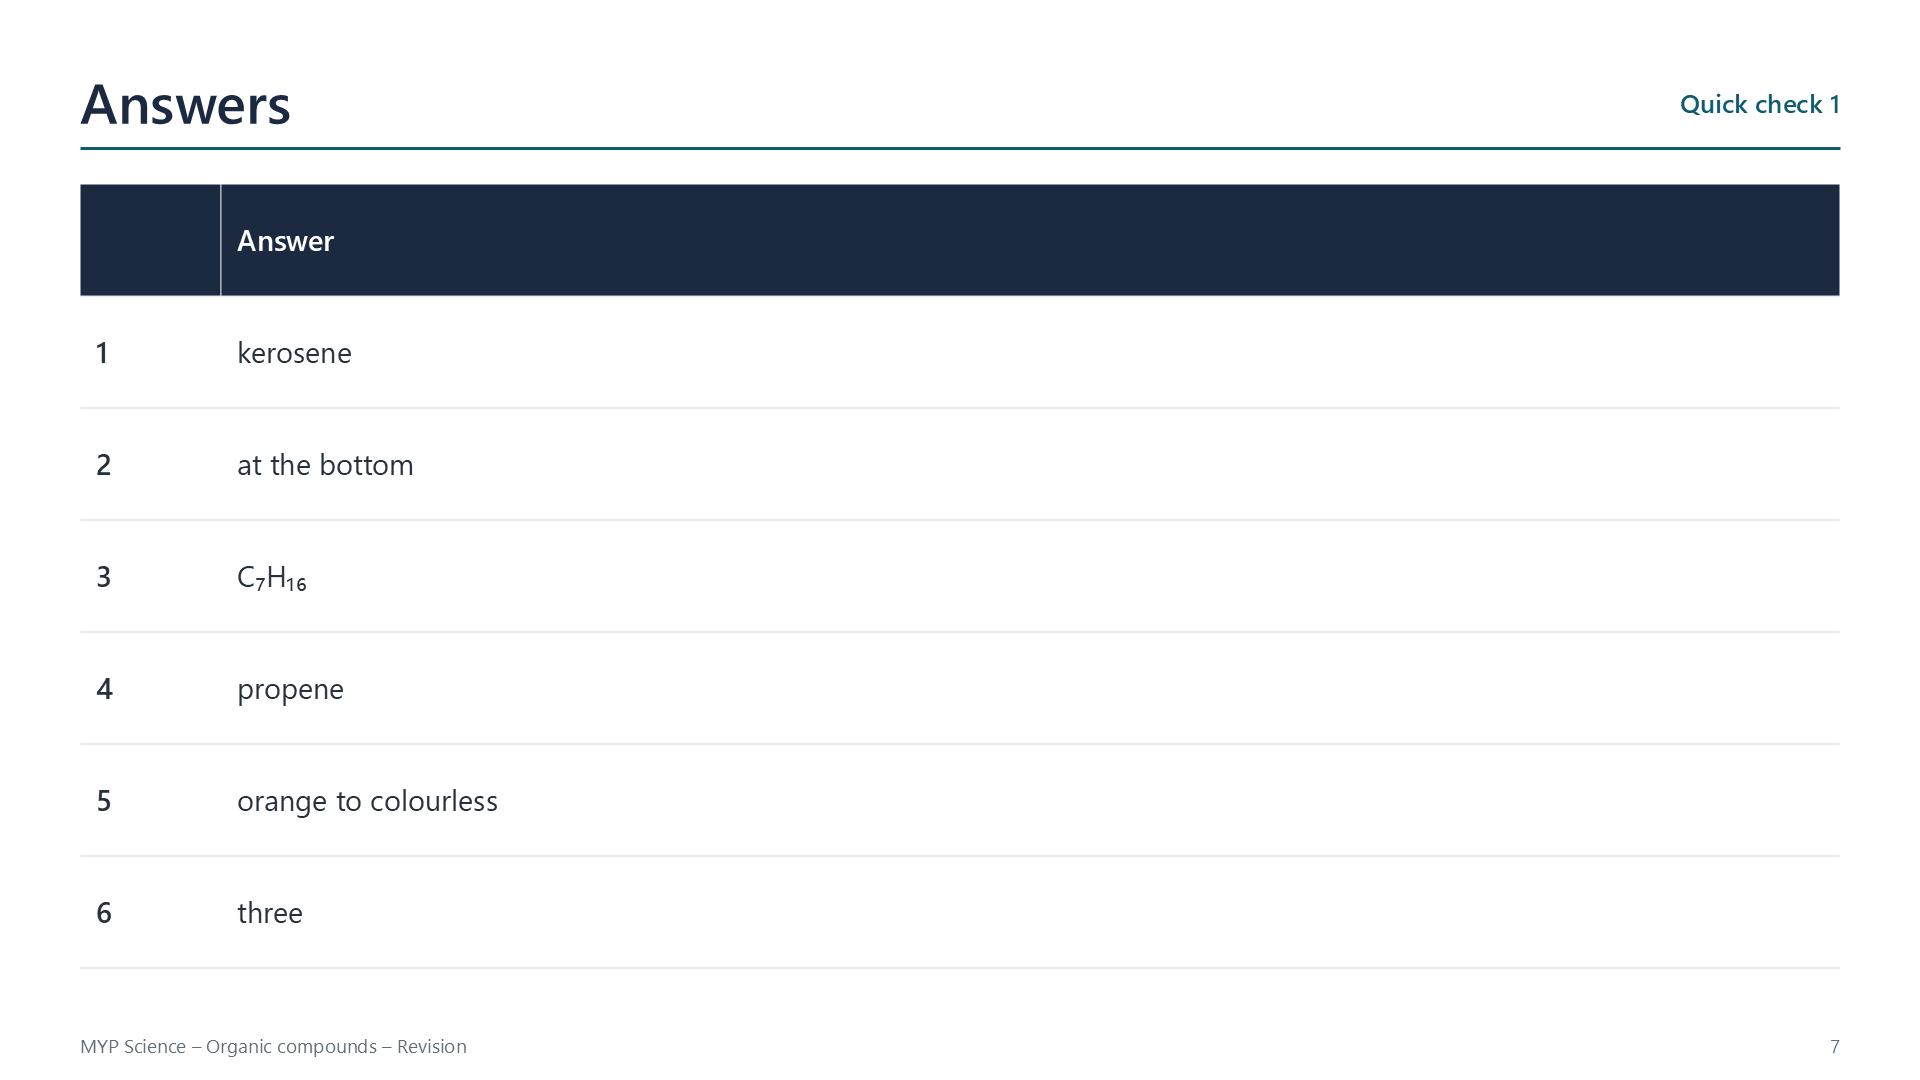 Answers
Quick check 1
Answer
1 kerosene
2 at the bottom
3 C₇H₁₆
4 propene
5 orange to colourless
6 three
MYP Science – Organic compounds – Revision
7